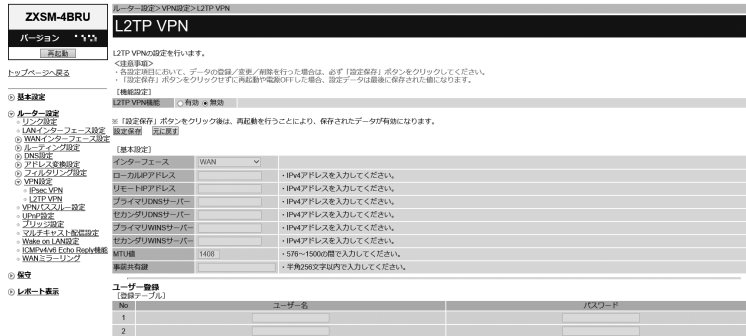 ZXSM-4BRU
バージョン
再起動
トップページへ戻る
基本設定
ルーター設定
リンク設定
LANインターフェース設定
WANインターフェース設定
ルーティング設定
DNS設定
アドレス変換設定
フィルタリング設定
VPN設定
IPsec VPN
L2TP VPN
VPNパススルー設定
UPnP設定
ブリッジ設定
マルチキャスト配信設定
Wake on LAN設定
ICMPv4/v6 Echo Reply機能
WANミラーリング
保守
レポート表示
ルーター設定>VPN設定>L2TP VPN
L2TP VPN
L2TP VPNの設定を行います。
<注意事項>
・各設定項目において、データの登録/変更/削除を行った場合は、必ず「設定保存」ボタンをクリックしてください。
・「設定保存」ボタンをクリックせずに再起動や電源OFFした場合、設定データは最後に保存された値になります。
[機能設定]
L2TP VPN機能 有効 無効
※「設定保存」ボタンをクリック後は、再起動を行うことにより、保存されたデータが有効になります。
設定保存 元に戻す
[基本設定]
インターフェース WAN
ローカルIPアドレス ・IPv4アドレスを入力してください。
リモートIPアドレス ・IPv4アドレスを入力してください。
プライマリDNSサーバー ・IPv4アドレスを入力してください。
セカンダリDNSサーバー ・IPv4アドレスを入力してください。
プライマリWINSサーバー ・IPv4アドレスを入力してください。
セカンダリWINSサーバー ・IPv4アドレスを入力してください。
MTU値 1408 ・576~1500の間で入力してください。
事前共有鍵 ・半角256文字以内で入力してください。
ユーザー登録
[登録テーブル]
No ユーザー名 パスワード
1
2